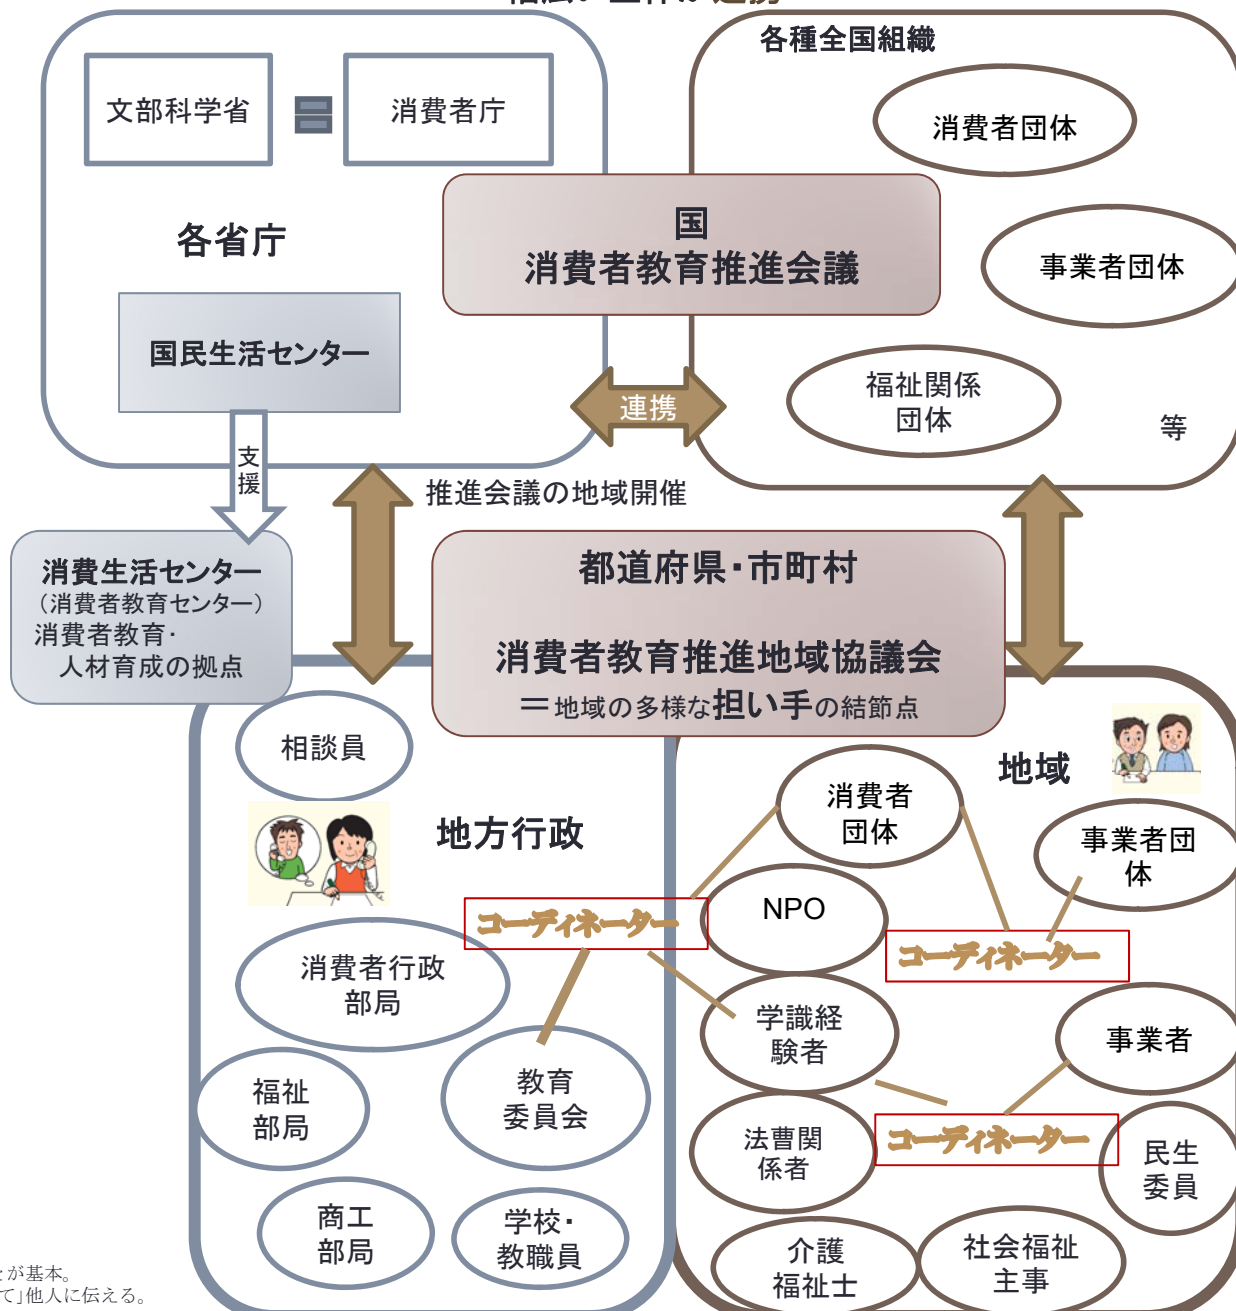 各種全国組織
文部科学省
消費者庁
消費者団体
国
消費者教育推進会議
各省庁
事業者団体
国民生活センター
福祉関係
団体
連携
等
支
援
推進会議の地域開催
消費生活センター
（消費者教育センター）
消費者教育・
人材育成の拠点
都道府県・市町村
消費者教育推進地域協議会
＝地域の多様な担い手の結節点
相談員
地方行政
地域
消費者
団体
事業者団
体
コーディネーター
NPO
コーディネーター
消費者行政
部局
学識経
験者
事業者
福祉
部局
教育
委員会
コーディネーター
法曹関
係者
民生
委員
商工
部局
学校・
教職員
介護
福祉士
社会福祉
主事
が基本。
て」他人に伝える。